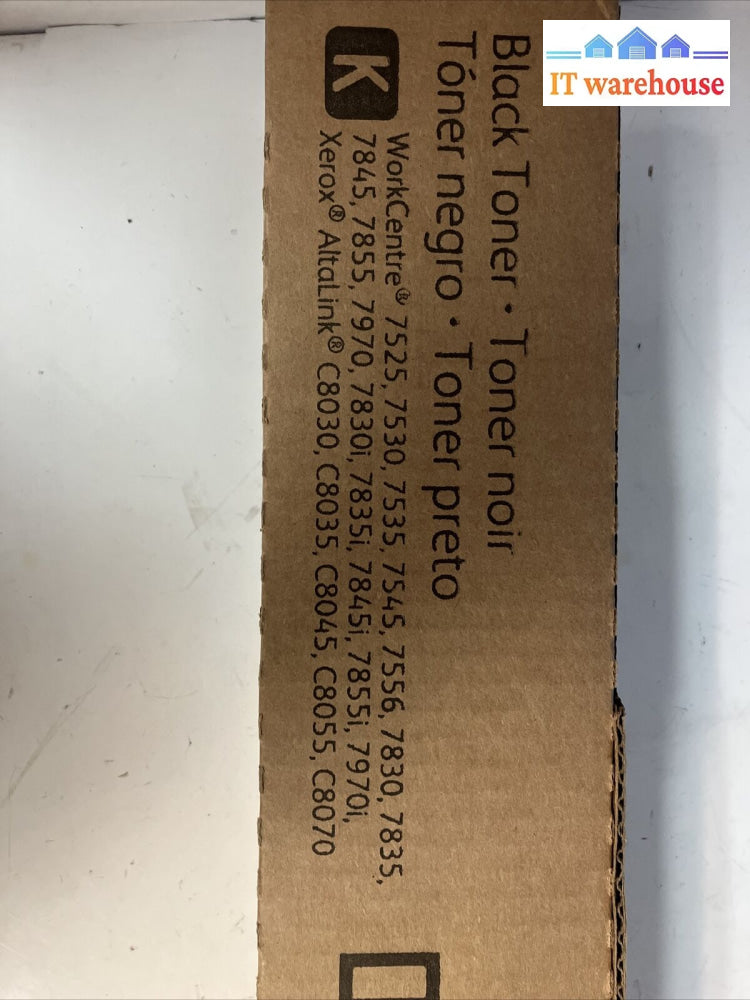 IT warehouse
Black Toner · Toner noir
Tóner negro · Toner preto
K
WorkCentre® 7525, 7530, 7535, 7545, 7556, 7830, 7835,
7845, 7855, 7970, 7830i, 7835i, 7845i, 7855i, 7970i,
Xerox® AltaLink® C8030, C8035, C8045, C8055, C8070